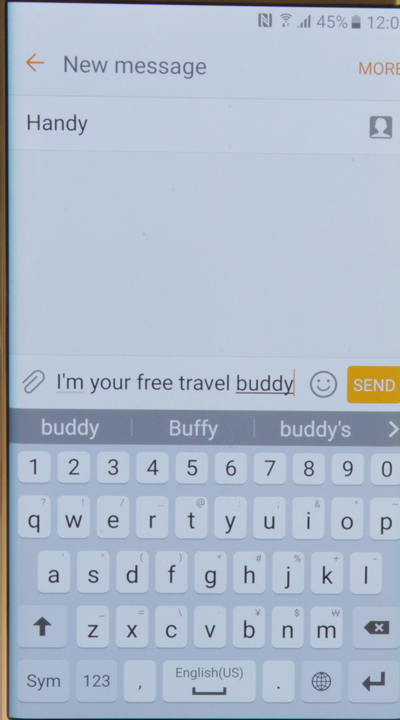 45% 12:0
New message MORE
Handy
I'm your free travel buddy SEND
buddy Buffy buddy's
1 2 3 4 5 6 7 8 9 0
q w e r t y u i o p
a s d f g h j k l
z x c v b n m
Sym 123 , English(US) .